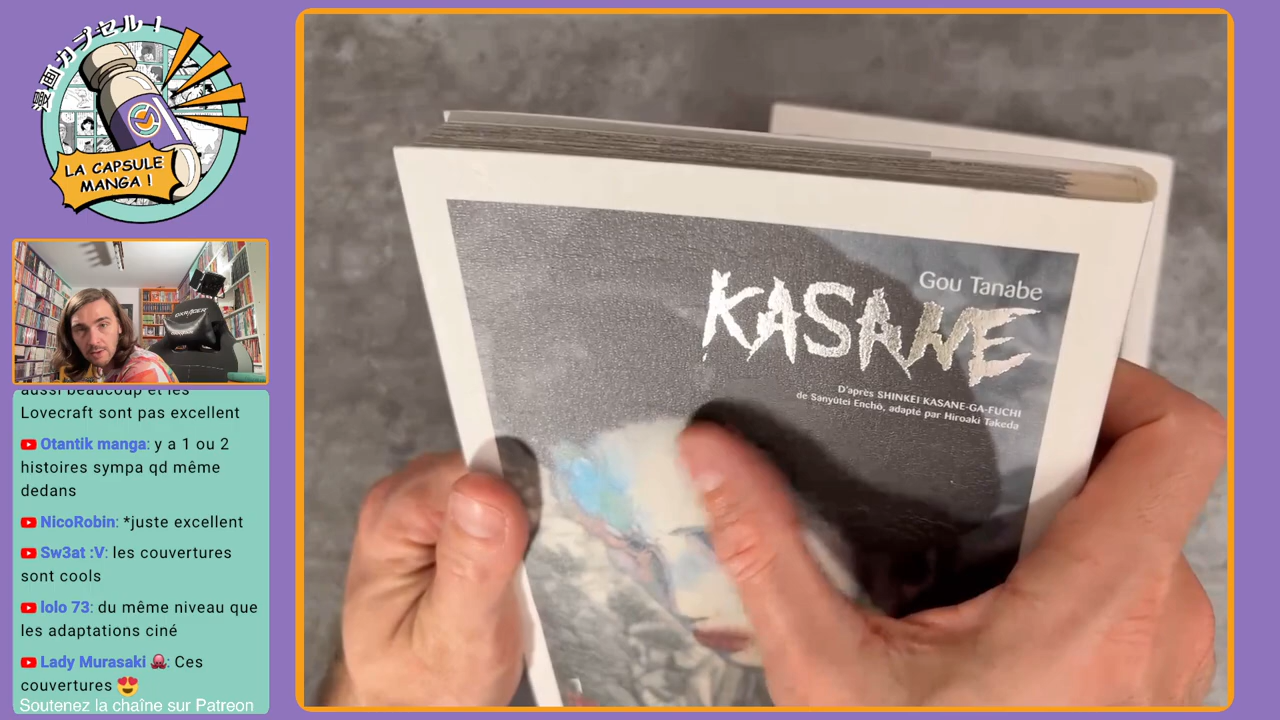 漫画カプセル!
LA CAPSULE
MANGA !
aussi beaucoup et les
Lovecraft sont pas excellent
Otantik manga: y a 1 ou 2
histoires sympa qd même
dedans
NicoRobin: *juste excellent
Sw3at :V: les couvertures
sont cools
lolo 73: du même niveau que
les adaptations ciné
Lady Murasaki 🐙: Ces
couvertures 😍
Soutenez la chaîne sur Patreon
Gou Tanabe
KASANE
D'après SHINKEI KASANE-GA-FUCHI
de Sanyûtei Enchô, adapté par Hiroaki Takeda